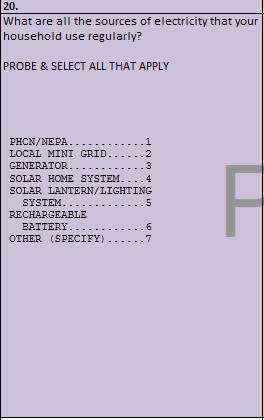 20.
What are all the sources of electricity that your
household use regularly?
PROBE & SELECT ALL THAT APPLY
PHCN/NEPA............1
LOCAL MINI GRID......2
GENERATOR............3
SOLAR HOME SYSTEM....4
SOLAR LANTERN/LIGHTING
SYSTEM.............5
RECHARGEABLE
BATTERY............6
OTHER (SPECIFY)......7
P